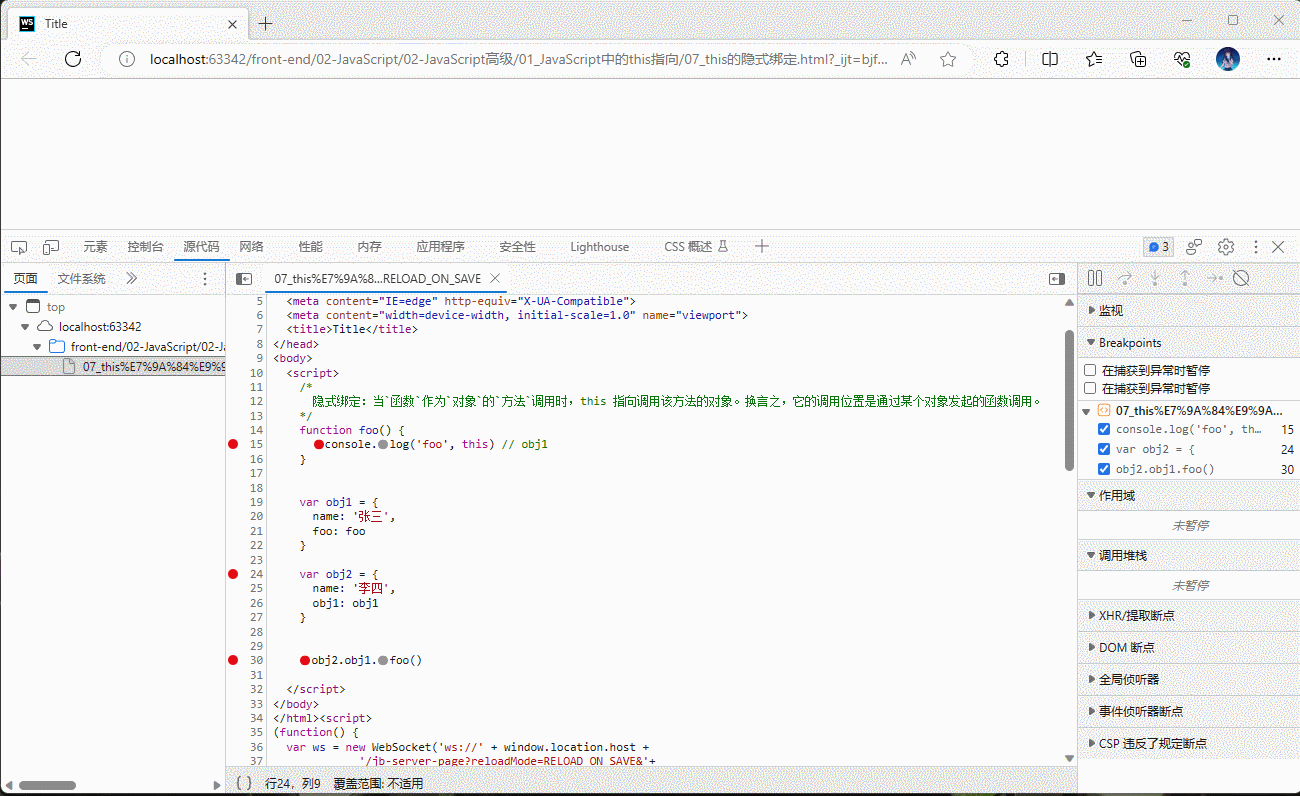 WS Title
localhost:63342/front-end/02-JavaScript/02-JavaScript高级/01_JavaScript中的this指向/07_this的隐式绑定.html?_ijt=bjf...
元素 控制台 源代码 网络 性能 内存 应用程序 安全性 Lighthouse CSS 概述 3
页面 文件系统
07_this%E7%9A%8...RELOAD_ON_SAVE
top
localhost:63342
front-end/02-JavaScript/02-J
07_this%E7%9A%84%E9%9
5 <meta content="IE=edge" http-equiv="X-UA-Compatible">
6 <meta content="width=device-width, initial-scale=1.0" name="viewport">
7 <title>Title</title>
8 </head>
9 <body>
10 <script>
11 /*
12 隐式绑定：当`函数`作为`对象`的`方法`调用时，this 指向调用该方法的对象。换言之，它的调用位置是通过某个对象发起的函数调用。
13 */
14 function foo() {
15 console.log('foo', this) // obj1
16 }
17
18
19 var obj1 = {
20 name: '张三',
21 foo: foo
22 }
23
24 var obj2 = {
25 name: '李四',
26 obj1: obj1
27 }
28
29
30 obj2.obj1.foo()
31
32 </script>
33 </body>
34 </html><script>
35 (function() {
36 var ws = new WebSocket('ws://' + window.location.host +
37 '/jb-server-page?reloadMode=RELOAD_ON_SAVE&'+
{ } 行24，列9 覆盖范围: 不适用
监视
Breakpoints
在捕获到异常时暂停
在捕获到异常时暂停
07_this%E7%9A%84%E9%9A...
console.log('foo', th… 15
var obj2 = { 24
obj2.obj1.foo() 30
作用域
未暂停
调用堆栈
未暂停
XHR/提取断点
DOM 断点
全局侦听器
事件侦听器断点
CSP 违反了规定断点